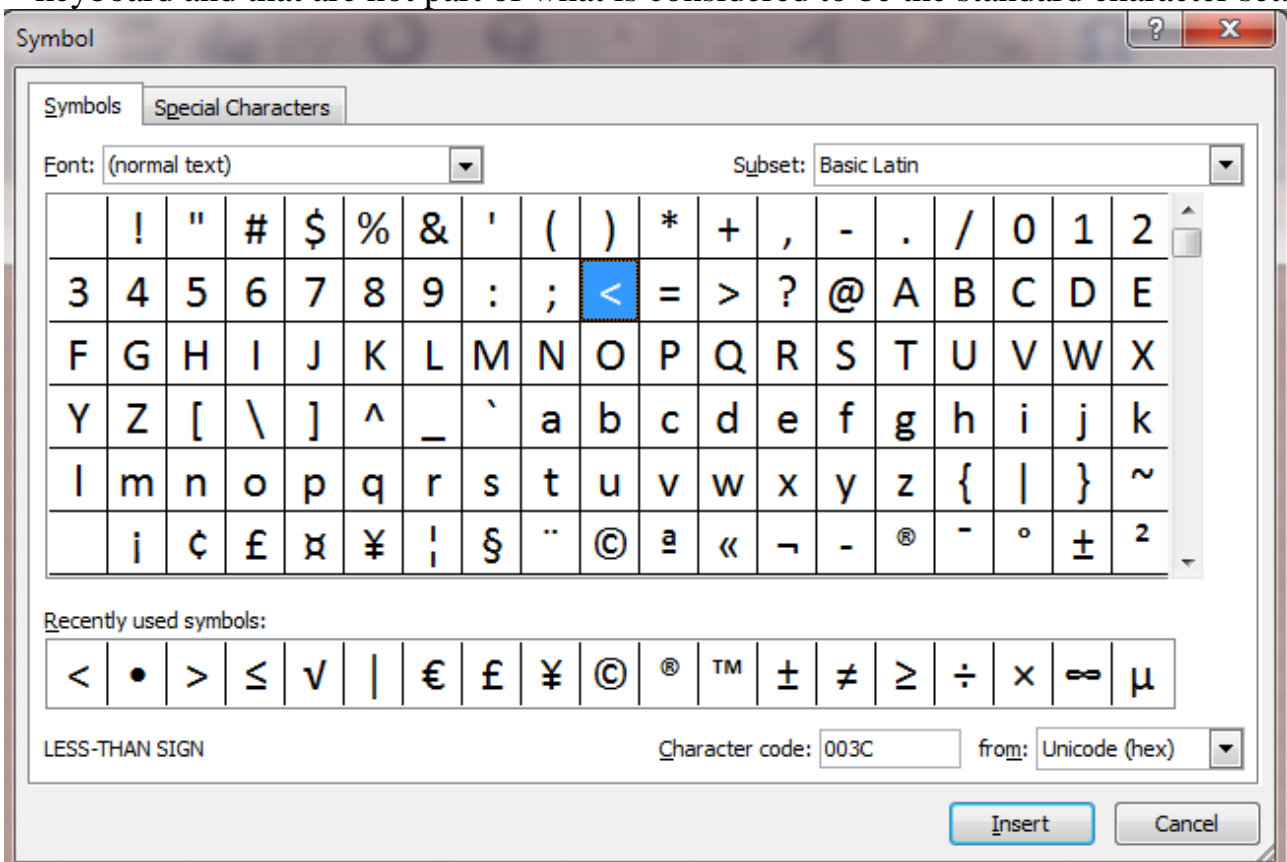 keyboard and that are not part of what is considered to be the standard character set.
Symbol
Symbols Special Characters
Font: (normal text) Subset: Basic Latin
! " # $ % & ' ( ) * + , - . / 0 1 2
3 4 5 6 7 8 9 : ; < = > ? @ A B C D E
F G H I J K L M N O P Q R S T U V W X
Y Z [ \ ] ^ _ ` a b c d e f g h i j k
l m n o p q r s t u v w x y z { | } ~
¡ ¢ £ ¤ ¥ ¦ § ¨ © ª « ¬ - ® ¯ ° ± ²
Recently used symbols:
< • > ≤ √ | € £ ¥ © ® ™ ± ≠ ≥ ÷ × ∞ µ
LESS-THAN SIGN Character code: 003C from: Unicode (hex)
Insert Cancel